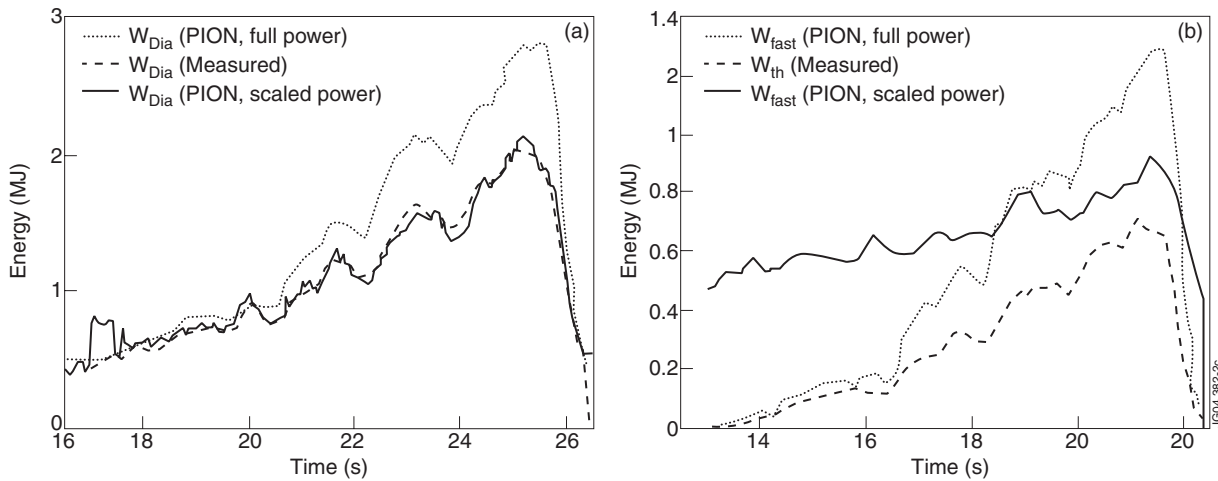 3
(a)
W_Dia (PION, full power)
W_Dia (Measured)
W_Dia (PION, scaled power)
2
Energy (MJ)
1
0
16 18 20 22 24 26
Time (s)
1.4
(b)
W_fast (PION, full power)
W_th (Measured)
W_fast (PION, scaled power)
2
1
Energy (MJ)
0.8
0.6
0.4
0.2
0
14 16 18 20 20
Time (s)